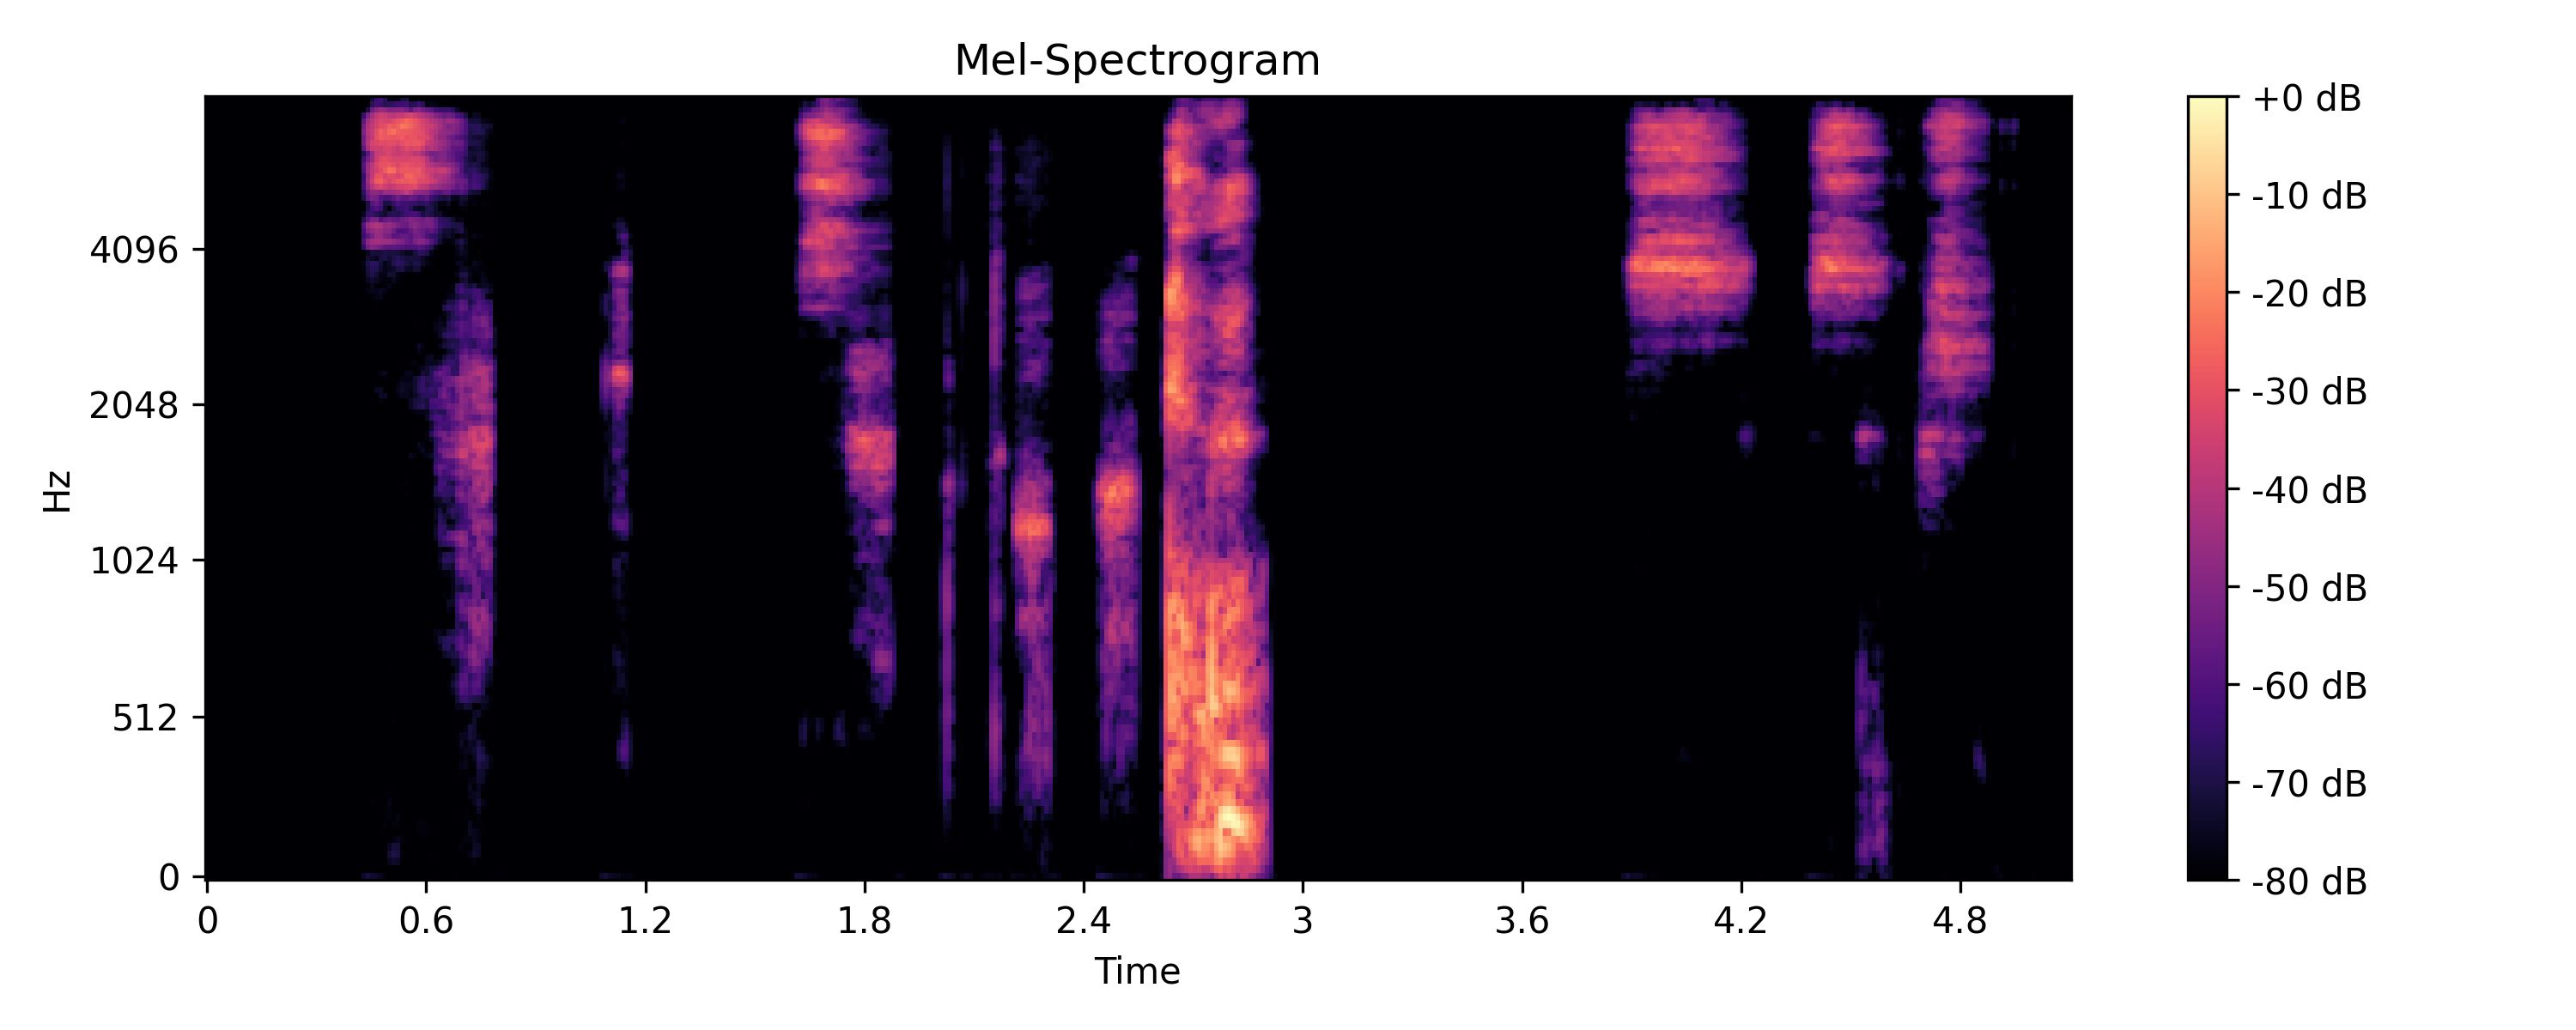 Mel-Spectrogram
+0 dB
-10 dB
-20 dB
-30 dB
-40 dB
-50 dB
-60 dB
-70 dB
-80 dB
Hz
4096
2048
1024
512
0
0 0.6 1.2 1.8 2.4 3 3.6 4.2 4.8
Time